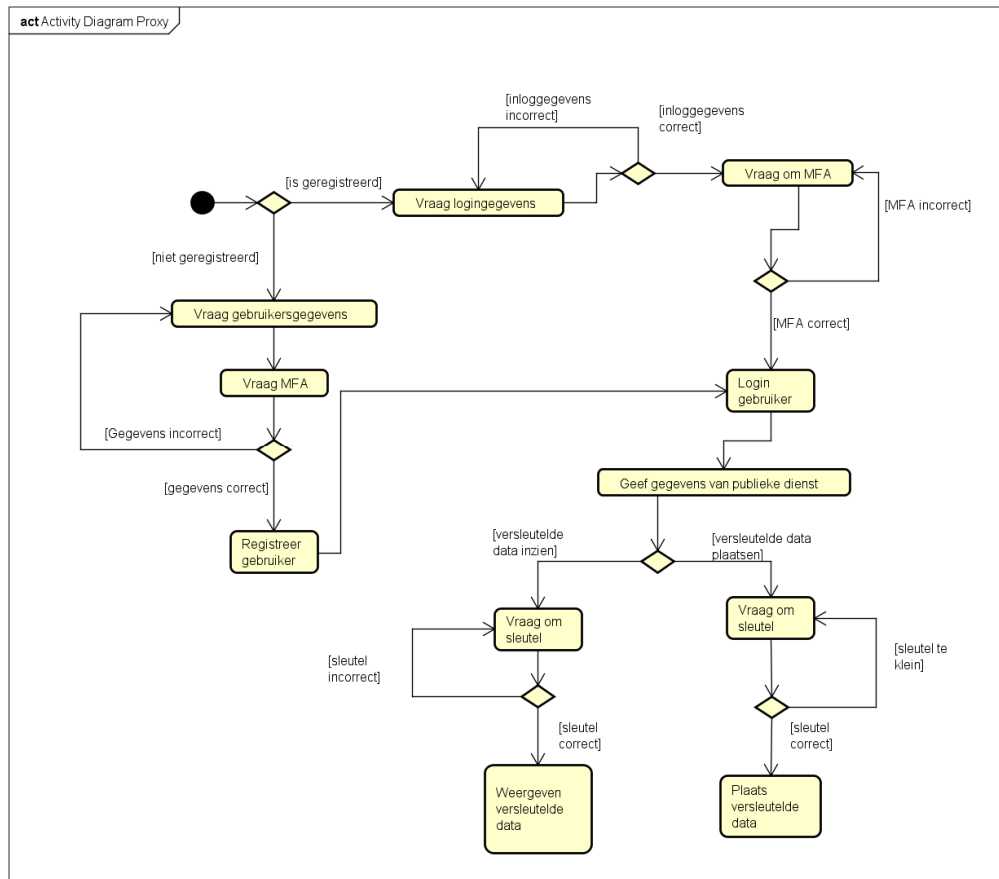 act Activity Diagram Proxy
[inloggegevens
incorrect]
[inloggegevens
correct]
[is geregistreerd]
Vraag logingegevens
Vraag om MFA
[MFA incorrect]
[niet geregistreerd]
Vraag gebruikersgegevens
[MFA correct]
Vraag MFA
Login
gebruiker
[Gegevens incorrect]
[gegevens correct]
Geef gegevens van publieke dienst
Registreer
gebruiker
[versleutelde
data inzien]
[versleutelde data
plaatsen]
Vraag om
sleutel
Vraag om
sleutel
[sleutel
incorrect]
[sleutel te
klein]
[sleutel
correct]
[sleutel
correct]
Weergeven
versleutelde
data
Plaats
versleutelde
data